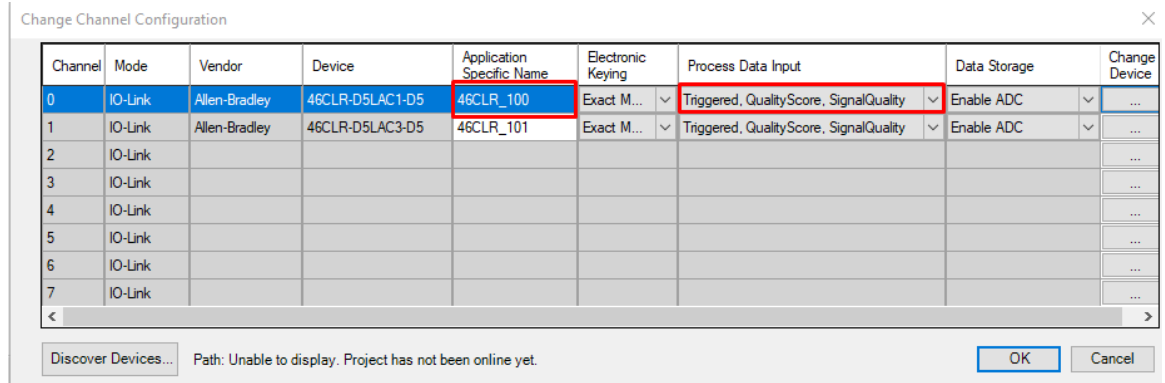 Change Channel Configuration
Channel Mode Vendor Device Application Specific Name Electronic Keying Process Data Input Data Storage Change Device
0 IO-Link Allen-Bradley 46CLR-D5LAC1-D5 46CLR_100 Exact M... Triggered, QualityScore, SignalQuality Enable ADC ...
1 IO-Link Allen-Bradley 46CLR-D5LAC3-D5 46CLR_101 Exact M... Triggered, QualityScore, SignalQuality Enable ADC ...
2 IO-Link ...
3 IO-Link ...
4 IO-Link ...
5 IO-Link ...
6 IO-Link ...
7 IO-Link ...
Discover Devices... Path: Unable to display. Project has not been online yet. OK Cancel